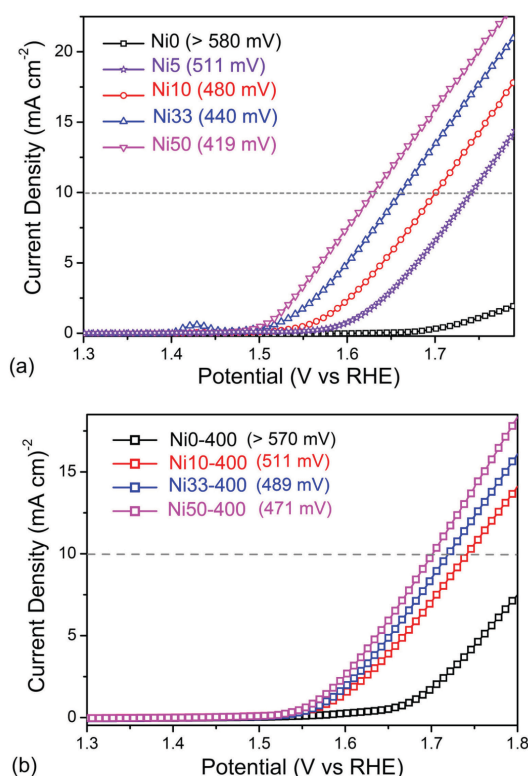 Ni0 (> 580 mV)
Ni5 (511 mV)
Ni10 (480 mV)
Ni33 (440 mV)
Ni50 (419 mV)
Current Density (mA cm⁻²)
20
15
10
5
0
1.3 1.4 1.5 1.6 1.7
Potential (V vs RHE)
(a)
Ni0-400 (> 570 mV)
Ni10-400 (511 mV)
Ni33-400 (489 mV)
Ni50-400 (471 mV)
Current Density (mA cm)⁻²
15
10
5
0
1.3 1.4 1.5 1.6 1.7 1.8
Potential (V vs RHE)
(b)